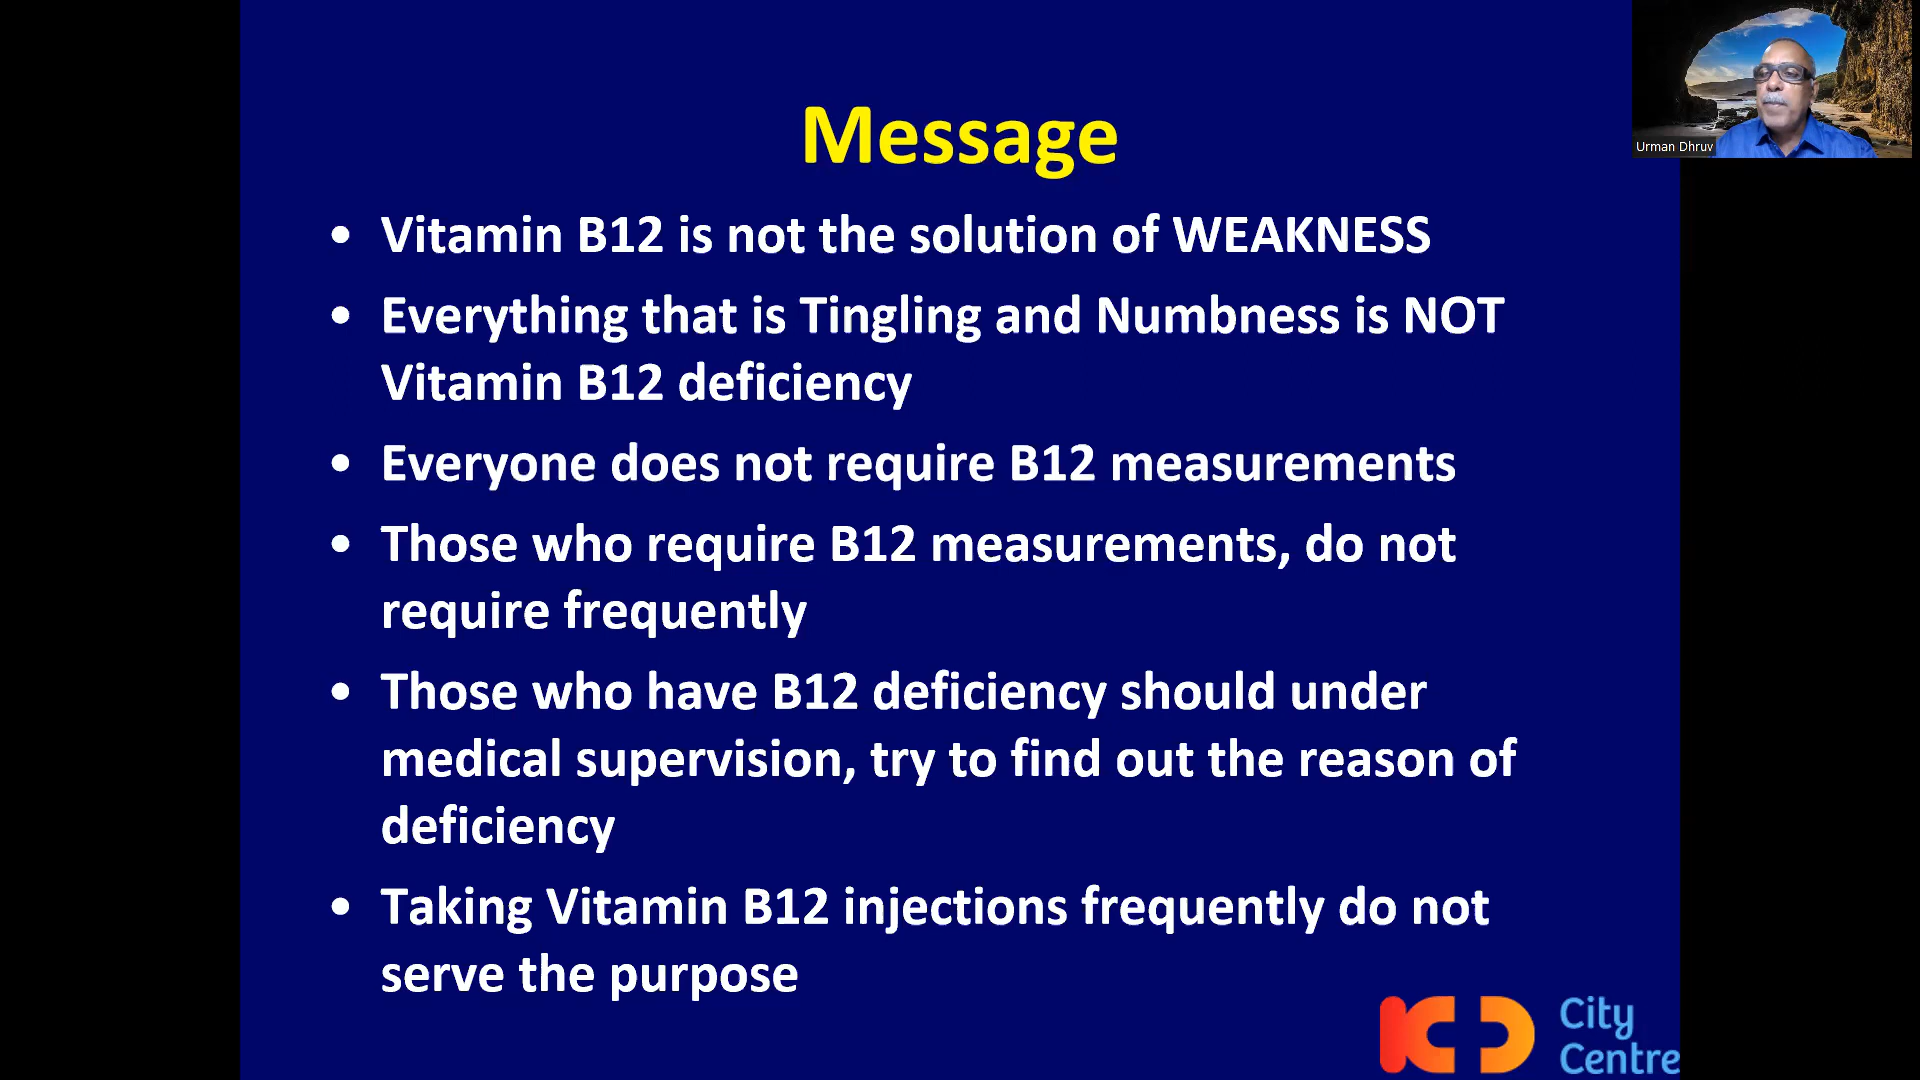 Message
• Vitamin B12 is not the solution of WEAKNESS
• Everything that is Tingling and Numbness is NOT
Vitamin B12 deficiency
• Everyone does not require B12 measurements
• Those who require B12 measurements, do not
require frequently
• Those who have B12 deficiency should under
medical supervision, try to find out the reason of
deficiency
• Taking Vitamin B12 injections frequently do not
serve the purpose
Urman Dhruv
KD City
Centre